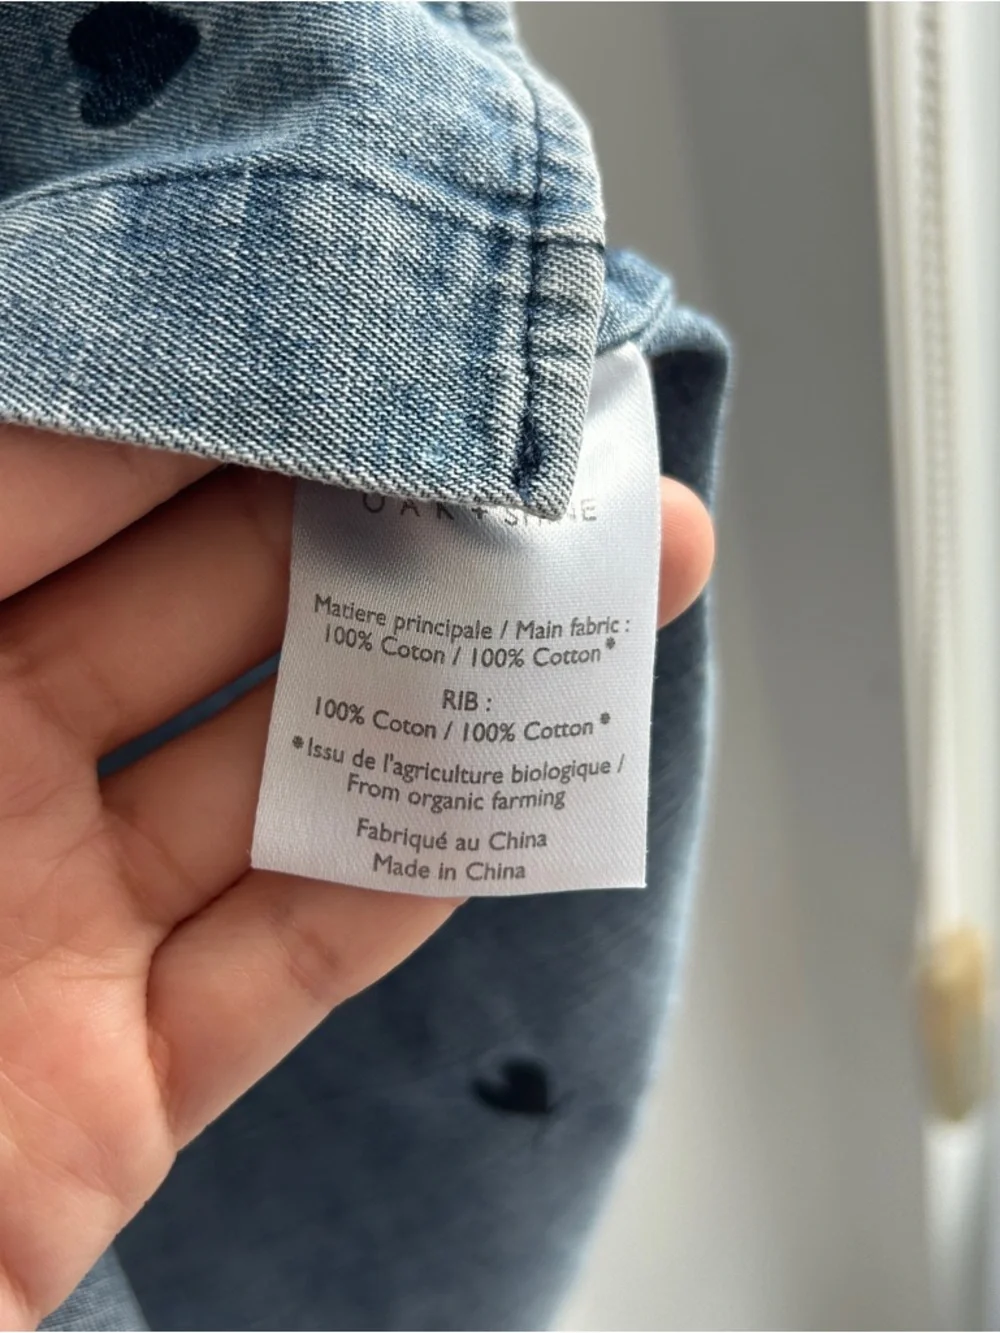 OAK +
Matiere principale / Main fabric :
100% Coton / 100% Cotton*
RIB :
100% Coton / 100% Cotton*
*Issu de l'agriculture biologique /
From organic farming
Fabriqué au China
Made in China